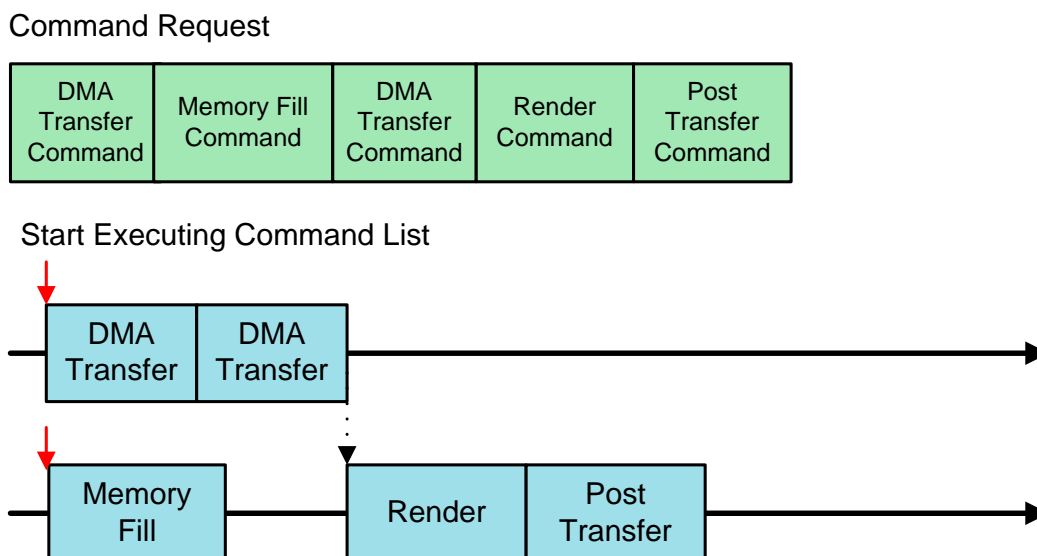 Command Request
DMA
Transfer
Command
Memory Fill
Command
DMA
Transfer
Command
Render
Command
Post
Transfer
Command
Start Executing Command List
DMA
Transfer
DMA
Transfer
Memory
Fill
Render
Post
Transfer